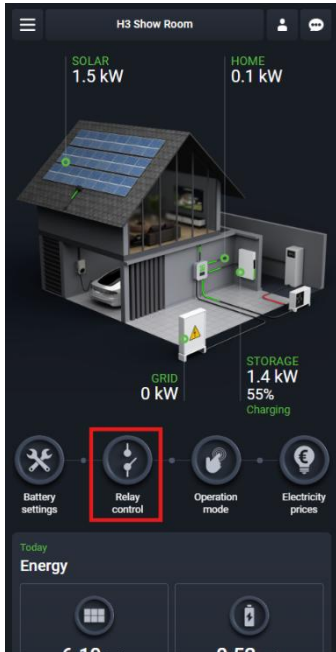 H3 Show Room
SOLAR
1.5 kW
HOME
0.1 kW
GRID
0 kW
STORAGE
1.4 kW
55%
Charging
Battery
settings
Relay
control
Operation
mode
Electricity
prices
Today
Energy